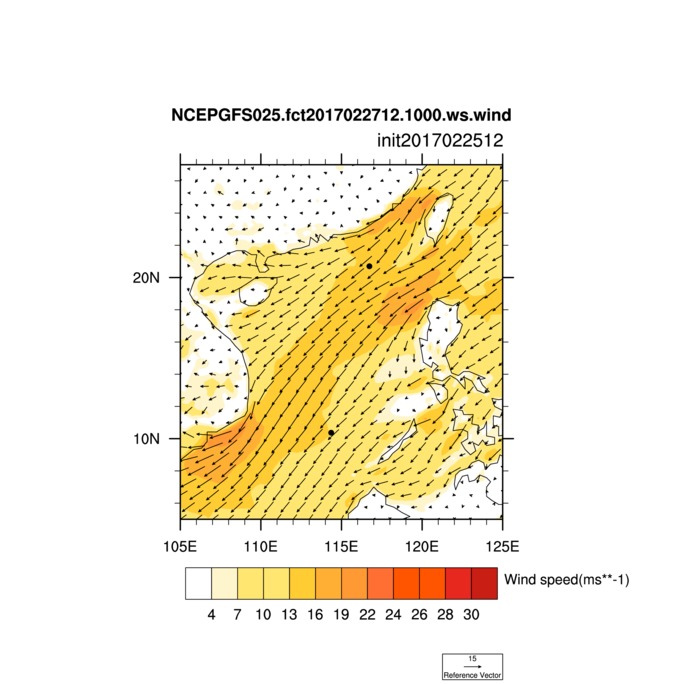 NCEPGFS025.fct2017022712.1000.ws.wind
init2017022512
20N
10N
105E 110E 115E 120E 125E
Wind speed(ms**-1)
4 7 10 13 16 19 22 24 26 28 30
15
Reference Vector